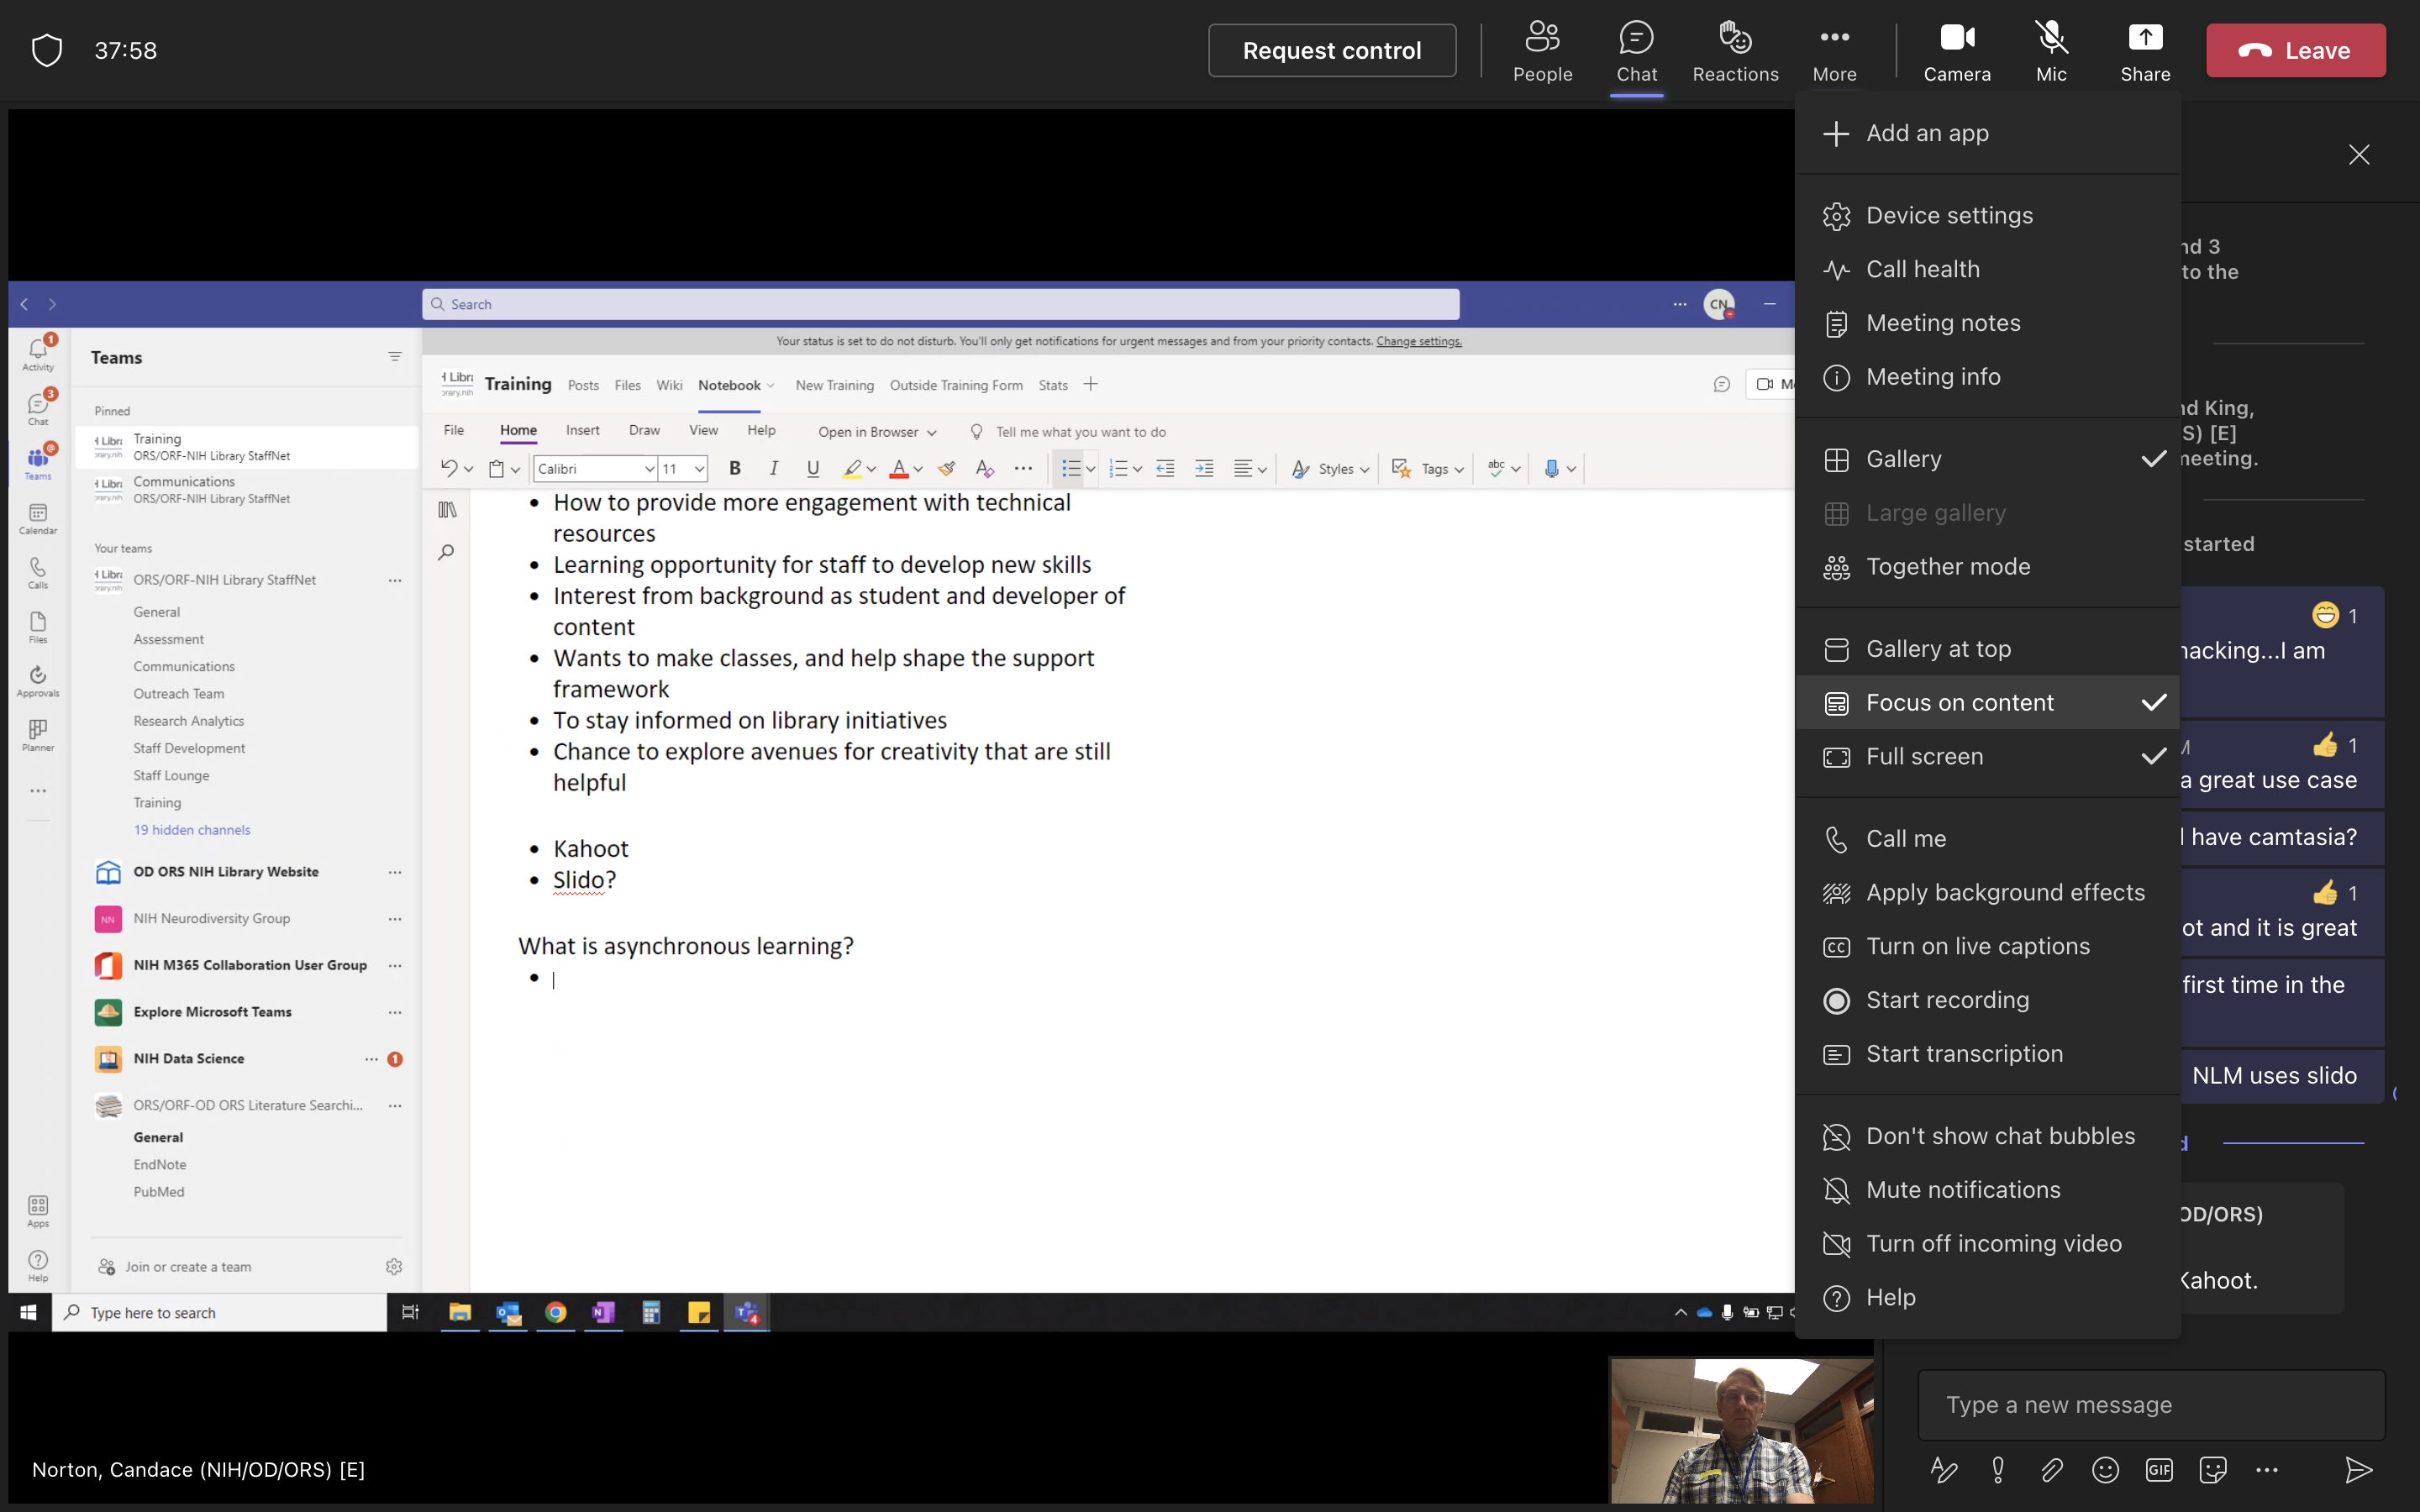 37:58
Request control
People
Chat
Reactions
More
Camera
Mic
Share
Leave
Search
CN
Your status is set to do not disturb. You'll only get notifications for urgent messages and from your priority contacts. Change settings.
Activity
1
Chat
3
Teams
Calendar
Calls
Files
Approvals
Planner
Apps
Help
Teams
Pinned
Training
ORS/ORF-NIH Library StaffNet
Communications
ORS/ORF-NIH Library StaffNet
Your teams
ORS/ORF-NIH Library StaffNet
General
Assessment
Communications
Outreach Team
Research Analytics
Staff Development
Staff Lounge
Training
19 hidden channels
OD ORS NIH Library Website
NN
NIH Neurodiversity Group
NIH M365 Collaboration User Group
Explore Microsoft Teams
NIH Data Science
1
ORS/ORF-OD ORS Literature Searchi...
General
EndNote
PubMed
Join or create a team
Training Posts Files Wiki Notebook New Training Outside Training Form Stats
File Home Insert Draw View Help Open in Browser Tell me what you want to do
Calibri 11 B I U A Styles Tags abc
• How to provide more engagement with technical
resources
• Learning opportunity for staff to develop new skills
• Interest from background as student and developer of
content
• Wants to make classes, and help shape the support
framework
• To stay informed on library initiatives
• Chance to explore avenues for creativity that are still
helpful
• Kahoot
• Slido?
What is asynchronous learning?
•
Type here to search
4
Norton, Candace (NIH/OD/ORS) [E]
Add an app
Device settings
Call health
Meeting notes
Meeting info
Gallery
Large gallery
Together mode
Gallery at top
Focus on content
Full screen
Call me
Apply background effects
CC Turn on live captions
Start recording
Start transcription
Don't show chat bubbles
Mute notifications
Turn off incoming video
Help
nd 3
to the
nd King,
S) [E]
meeting.
started
1
hacking...I am
1
a great use case
have camtasia?
1
ot and it is great
first time in the
NLM uses slido
OD/ORS)
Kahoot.
Type a new message
GIF